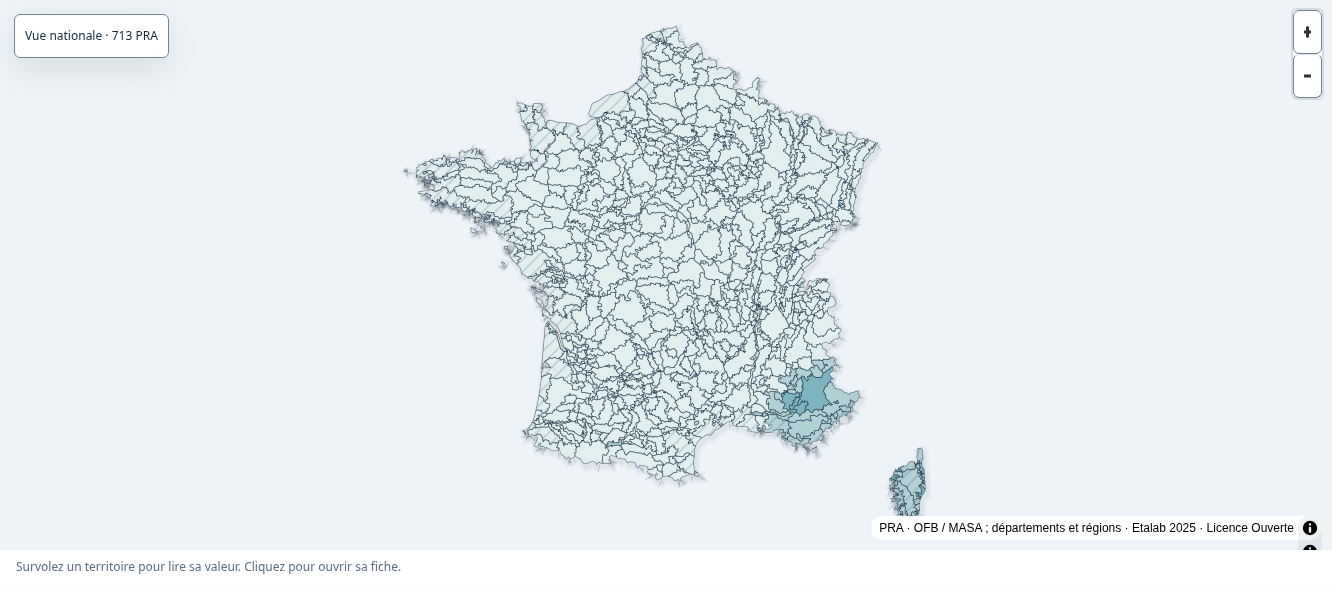 Vue nationale · 713 PRA
+
-
PRA · OFB / MASA ; départements et régions · Etalab 2025 · Licence Ouverte
Survolez un territoire pour lire sa valeur. Cliquez pour ouvrir sa fiche.